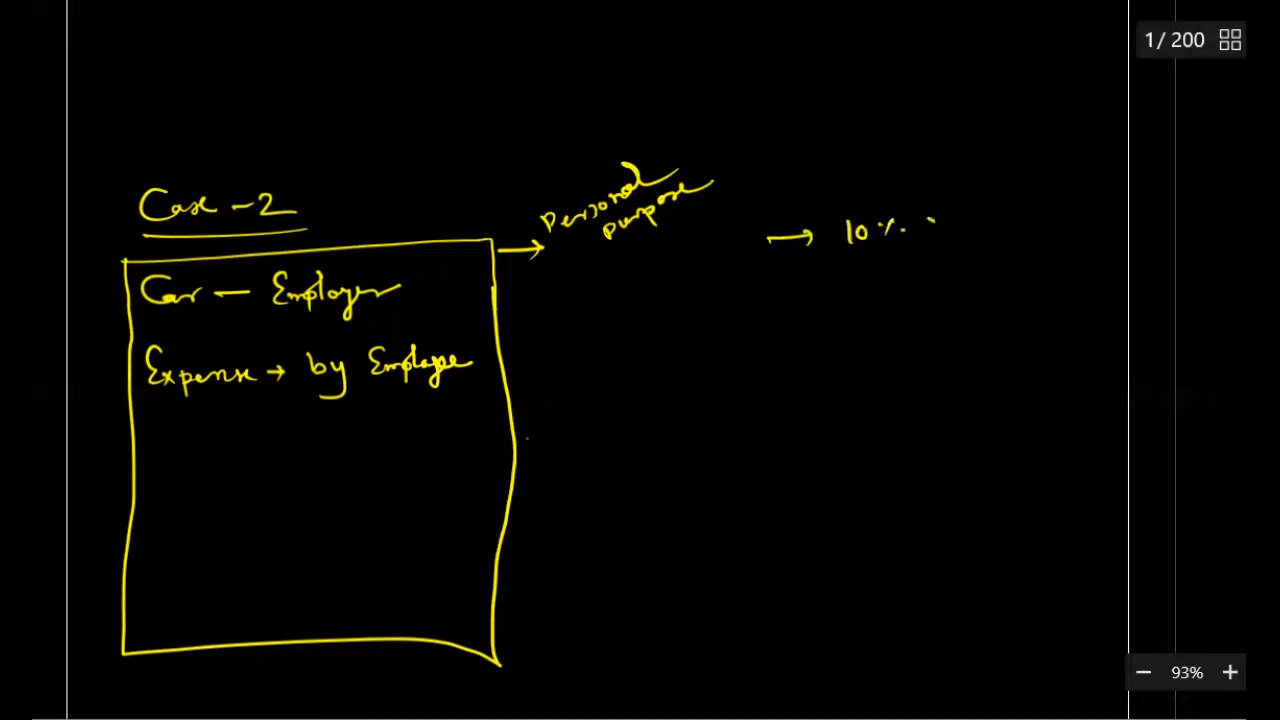 1/ 200
Case - 2
Personal
purpose
→ 10%
Car - Employer
Expense → by Employee
93%